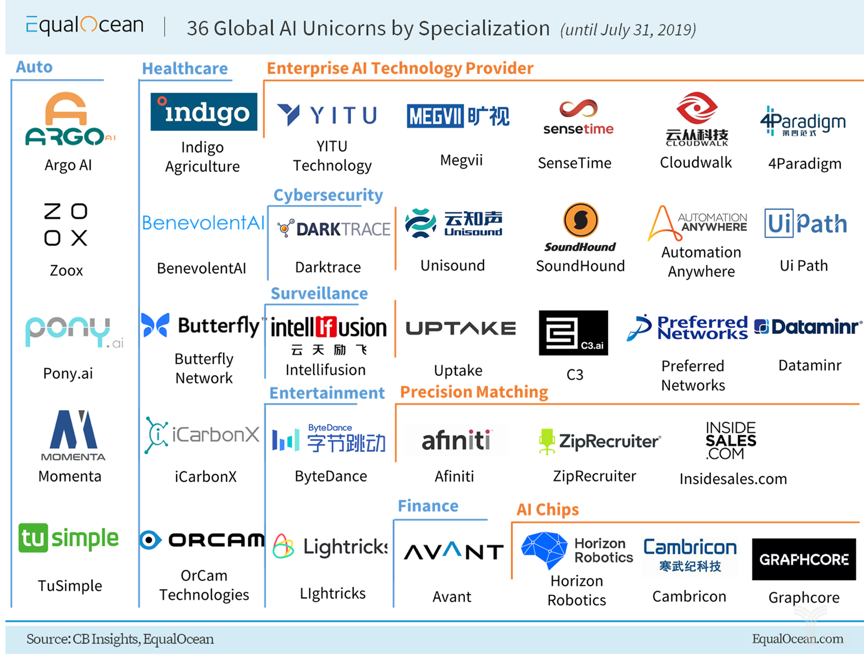 EqualOcean
36 Global AI Unicorns by Specialization (until July 31, 2019)
Auto
ARGO AI
Argo AI
ZOOX
Zoox
pony.ai
Pony.ai
MOMENTA
Momenta
tu simple
TuSimple
Healthcare
indigo
Indigo
Agriculture
BenevolentAI
BenevolentAI
Butterfly
Butterfly
Network
iCarbonX
iCarbonX
ORCAM
OrCam
Technologies
Enterprise AI Technology Provider
YITU
YITU
Technology
MEGVII 旷视
Megvii
sensetime
SenseTime
云从科技
CLOUDWALK
Cloudwalk
4Paradigm
第四范式
4Paradigm
Cybersecurity
DARKTRACE
Darktrace
云知声
Unisound
Unisound
SoundHound
SoundHound
AUTOMATION
ANYWHERE
Automation
Anywhere
UiPath
Ui Path
Surveillance
intellifusion
云天励飞
Intellifusion
UPTAKE
Uptake
C3.ai
C3
Preferred
Networks
Preferred
Networks
Dataminr
Dataminr
Entertainment
ByteDance
字节跳动
ByteDance
Lightricks
LIghtricks
Precision Matching
afiniti
Afiniti
ZipRecruiter
ZipRecruiter
INSIDE
SALES
.COM
Insidesales.com
Finance
AVANT
Avant
AI Chips
Horizon
Robotics
Horizon
Robotics
Cambricon
寒武纪科技
Cambricon
GRAPHCORE
Graphcore
Source: CB Insights, EqualOcean
EqualOcean.com